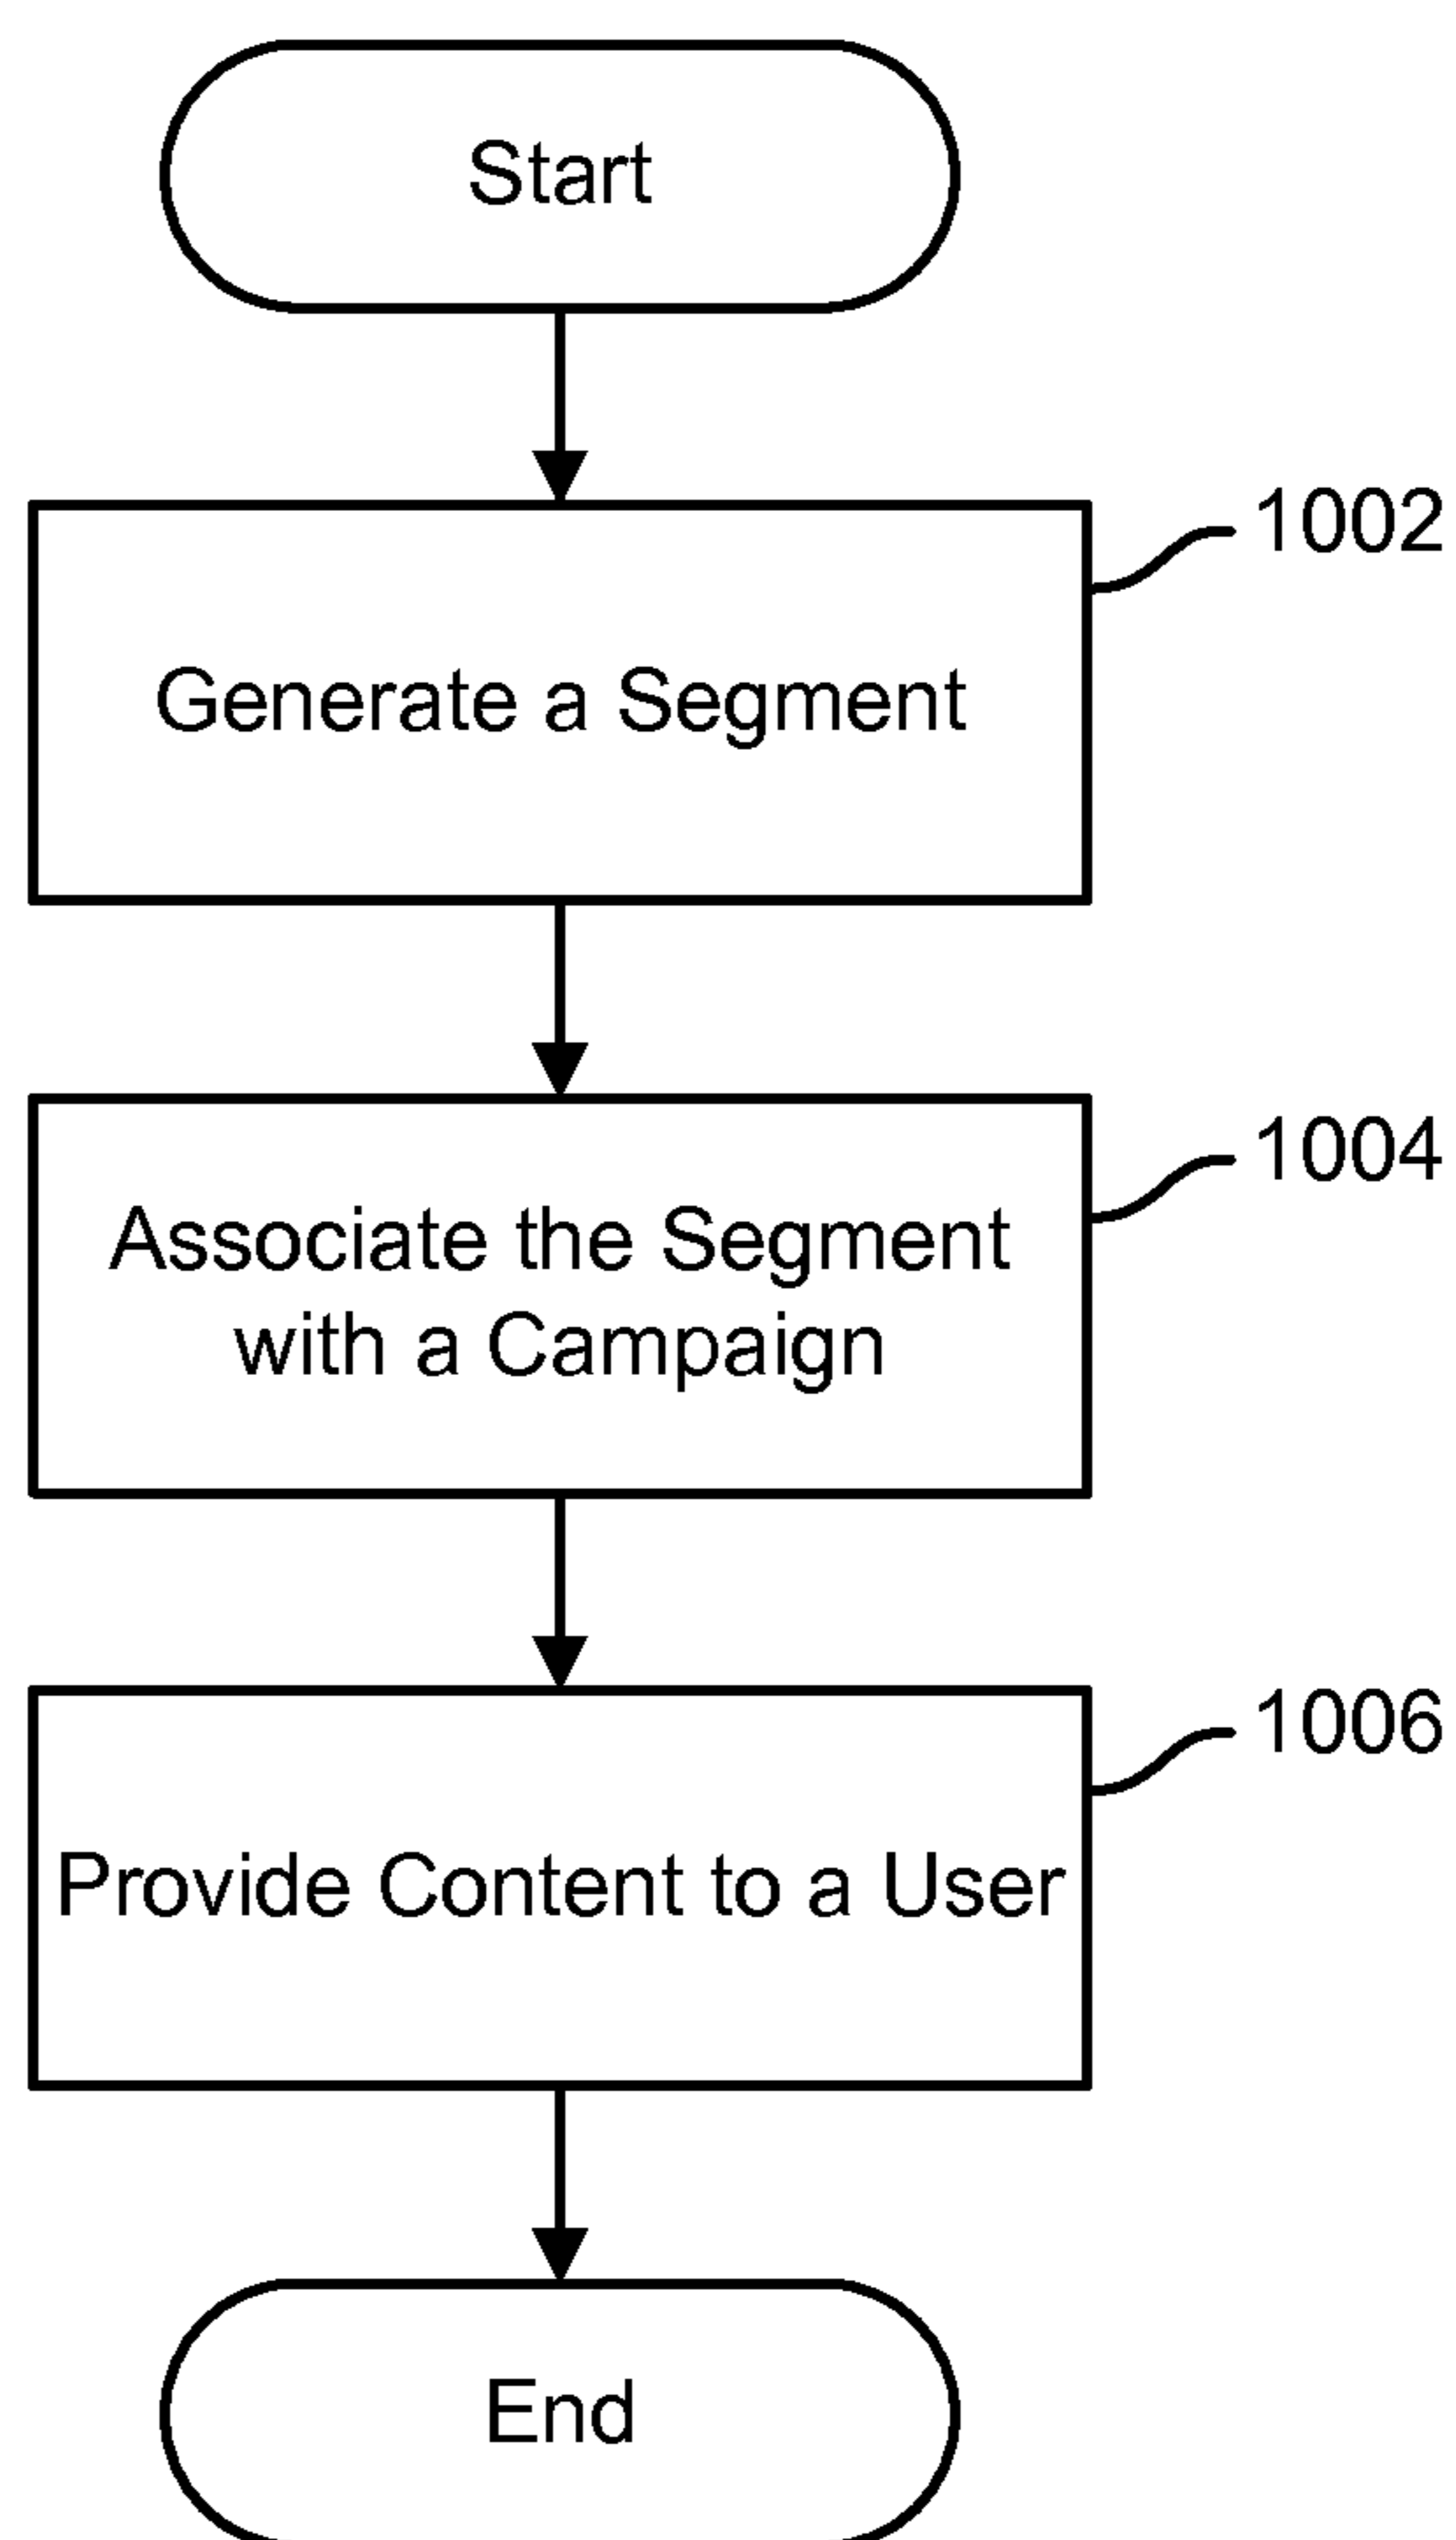 Start
1002
Generate a Segment
1004
Associate the Segment
with a Campaign
1006
Provide Content to a User
End